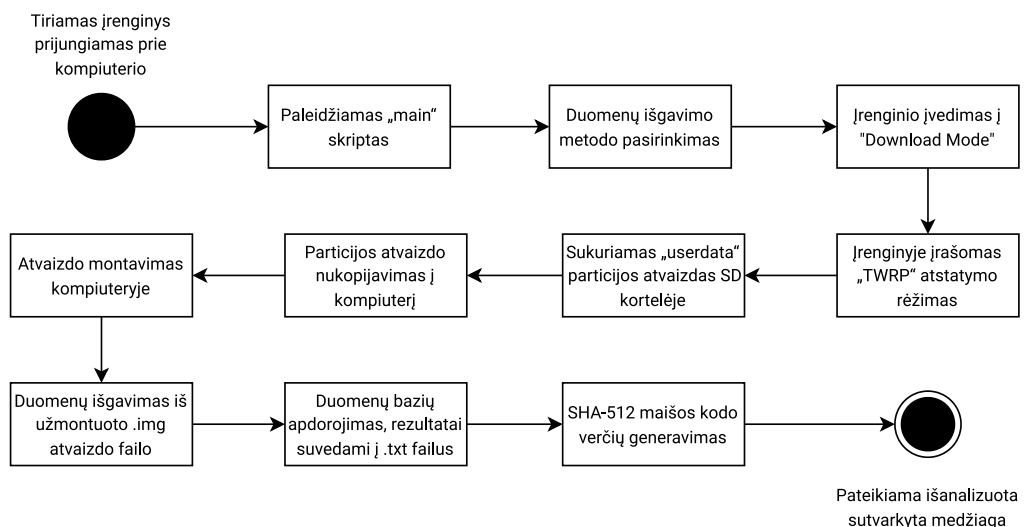 Tiriamas įrenginys
prijungiamas prie
kompiuterio
Paleidžiamas „main“
skriptas
Duomenų išgavimo
metodo pasirinkimas
Įrenginio įvedimas į
"Download Mode"
Įrenginyje įrašomas
„TWRP“ atstatymo
rėžimas
Sukuriamas „userdata“
particijos atvaizdas SD
kortelėje
Particijos atvaizdo
nukopijavimas į
kompiuterį
Atvaizdo montavimas
kompiuteryje
Duomenų išgavimas iš
užmontuoto .img
atvaizdo failo
Duomenų bazių
apdorojimas, rezultatai
suvedami į .txt failus
SHA-512 maišos kodo
verčių generavimas
Pateikiama išanalizuota
sutvarkyta medžiaga